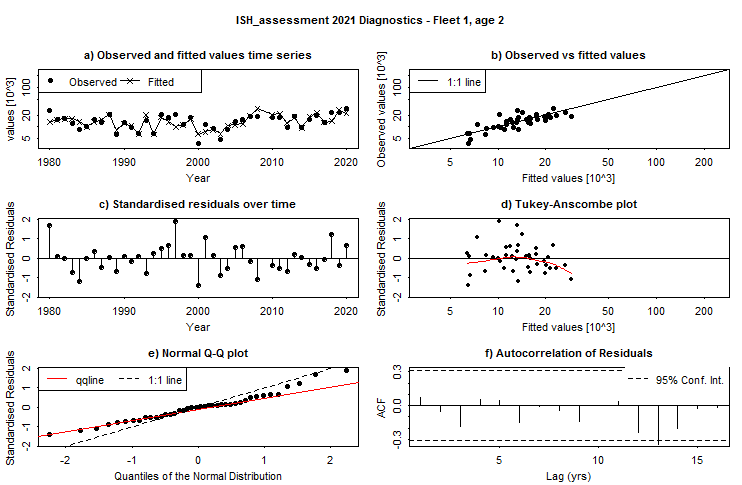 ISH_assessment 2021 Diagnostics - Fleet 1, age 2
a) Observed and fitted values time series
values [10^3]
100
20
5
Observed Fitted
1980 1990 2000 2010 2020
Year
b) Observed vs fitted values
Observed values [10^3]
100
20
5
1:1 line
5 10 20 50 100 200
Fitted values [10^3]
c) Standardised residuals over time
Standardised Residuals
2
1
0
-1
-2
1980 1990 2000 2010 2020
Year
d) Tukey-Anscombe plot
Standardised Residuals
2
1
0
-1
-2
5 10 20 50 100 200
Fitted values [10^3]
e) Normal Q-Q plot
Standardised Residuals
2
1
0
-1
-2
qqline 1:1 line
-2 -1 0 1 2
Quantiles of the Normal Distribution
f) Autocorrelation of Residuals
ACF
0.3
0.0
-0.3
95% Conf. Int.
5 10 15
Lag (yrs)